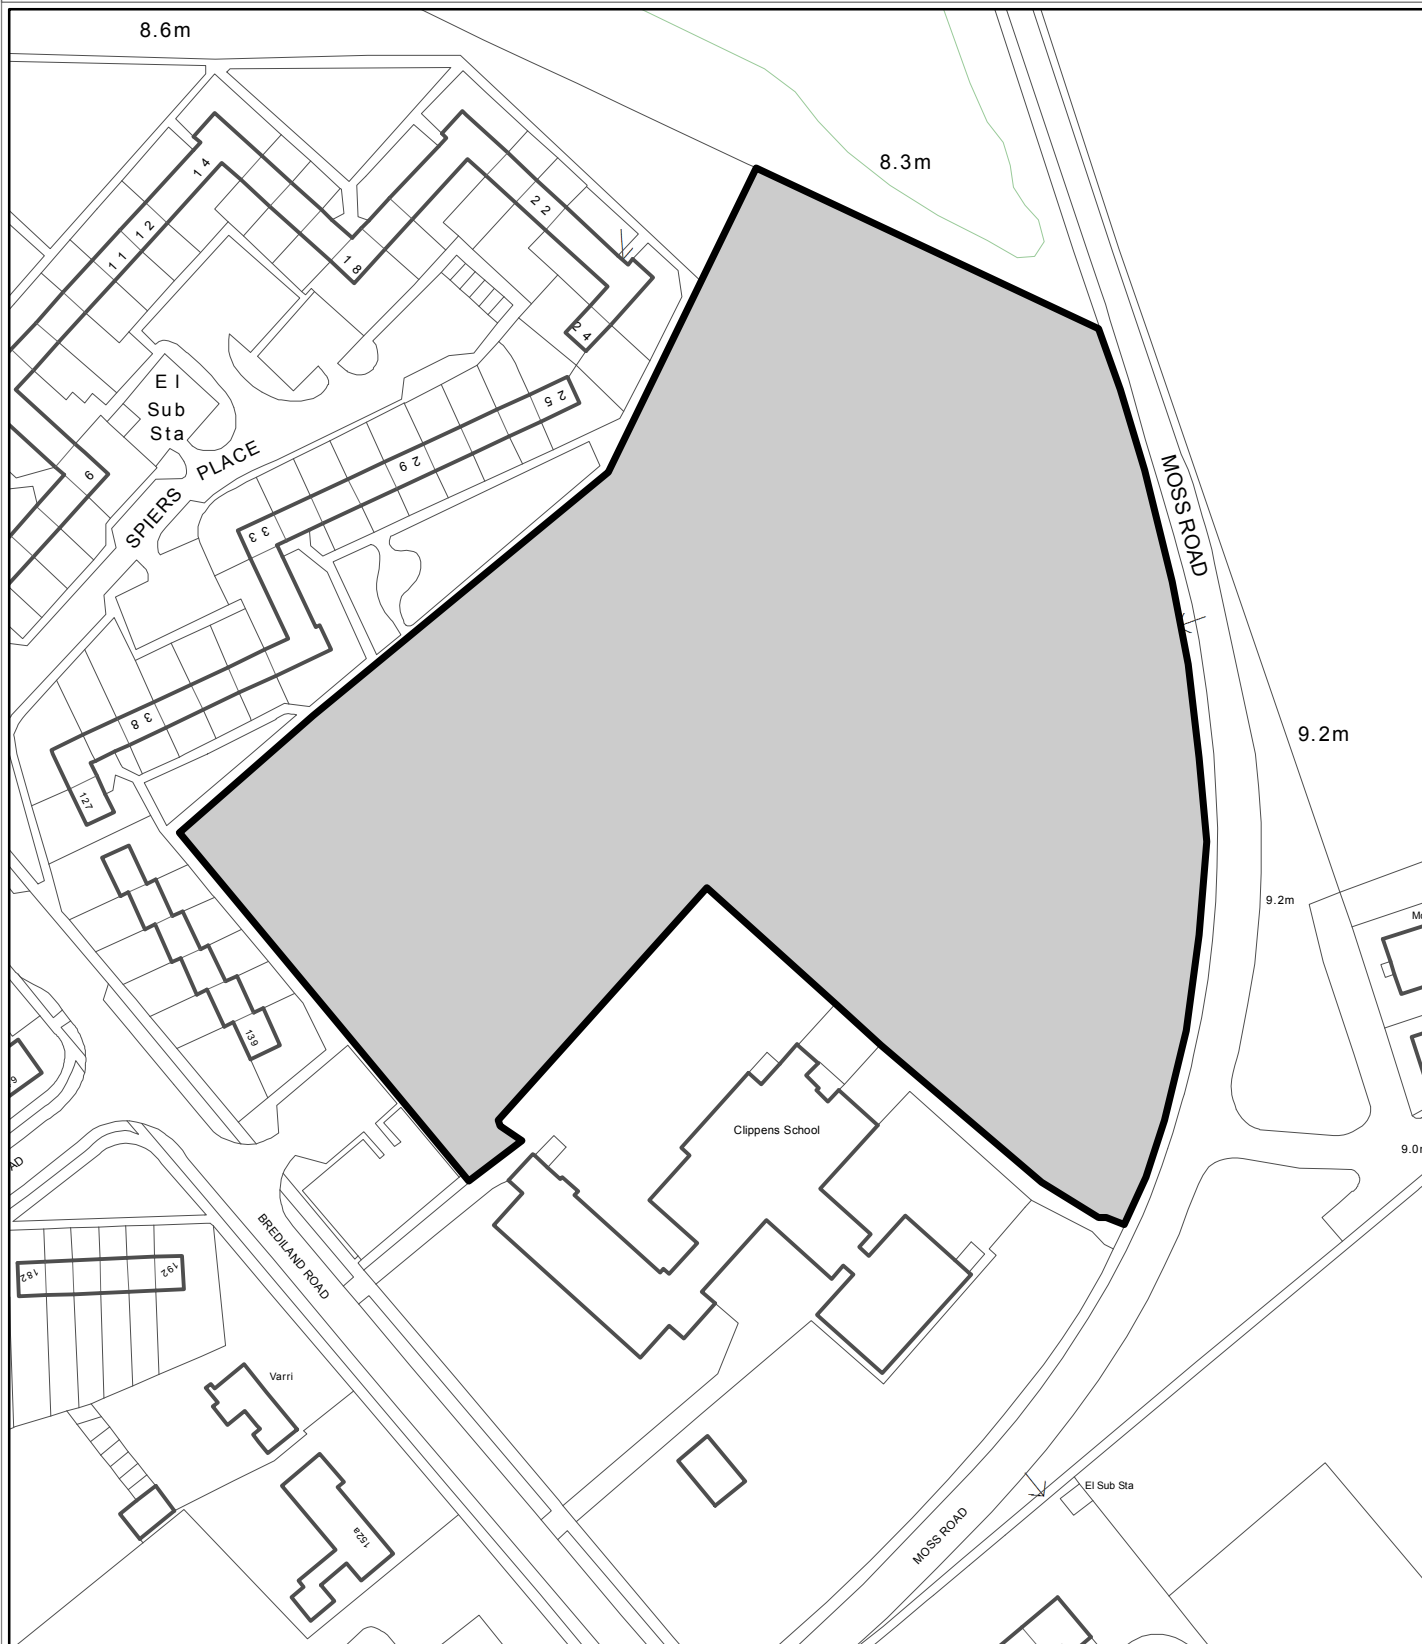 8.6m
8.3m
14
22
12
11
18
24
El
Sub
Sta
25
PLACE
29
9
SPIERS
33
MOSS ROAD
38
9.2m
127
9.2m
139
Clippens School
BREDILAND ROAD
182
192
Varri
El Sub Sta
152a
MOSS ROAD